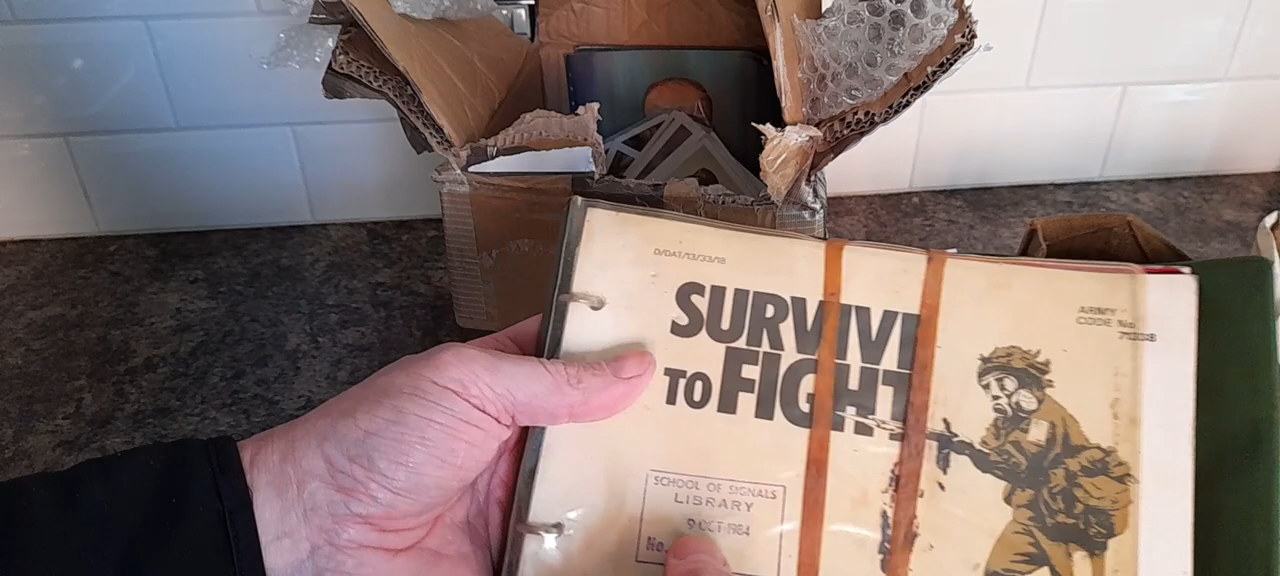 D/DAT/13/33/18
SURVIVE
TO FIGHT
ARMY
CODE No
SCHOOL OF SIGNALS
LIBRARY
9 OCT 1984
No.